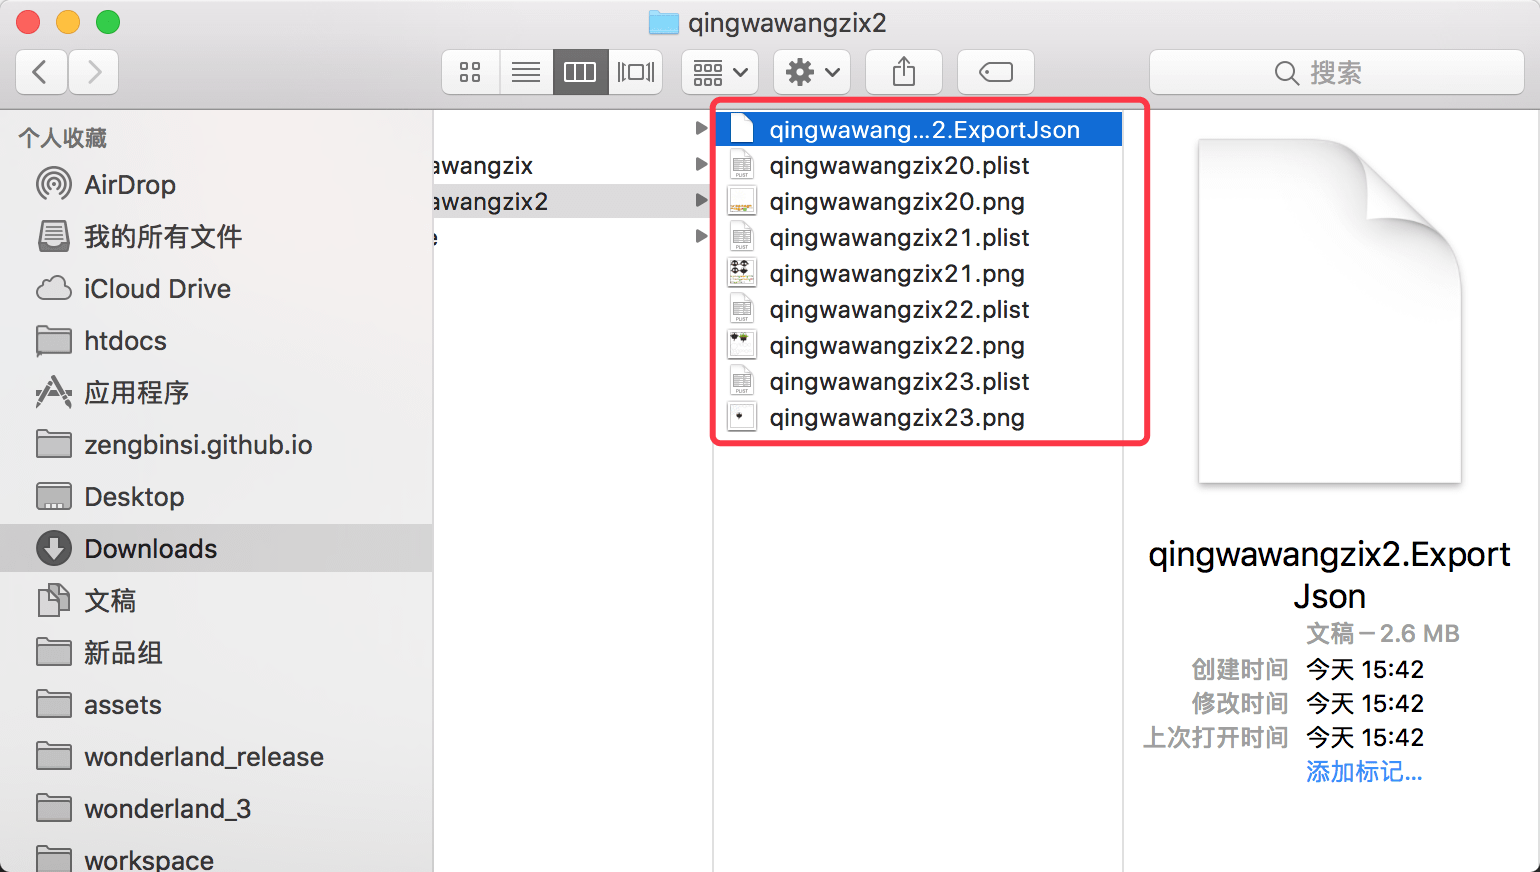 qingwawangzix2
搜索
个人收藏
AirDrop
我的所有文件
iCloud Drive
htdocs
应用程序
zengbinsi.github.io
Desktop
Downloads
文稿
新品组
assets
wonderland_release
wonderland_3
workspace
awangzix
awangzix2
e
qingwawang...2.ExportJson
qingwawangzix20.plist
qingwawangzix20.png
qingwawangzix21.plist
qingwawangzix21.png
qingwawangzix22.plist
qingwawangzix22.png
qingwawangzix23.plist
qingwawangzix23.png
qingwawangzix2.Export
Json
文稿 – 2.6 MB
创建时间 今天 15:42
修改时间 今天 15:42
上次打开时间 今天 15:42
添加标记...